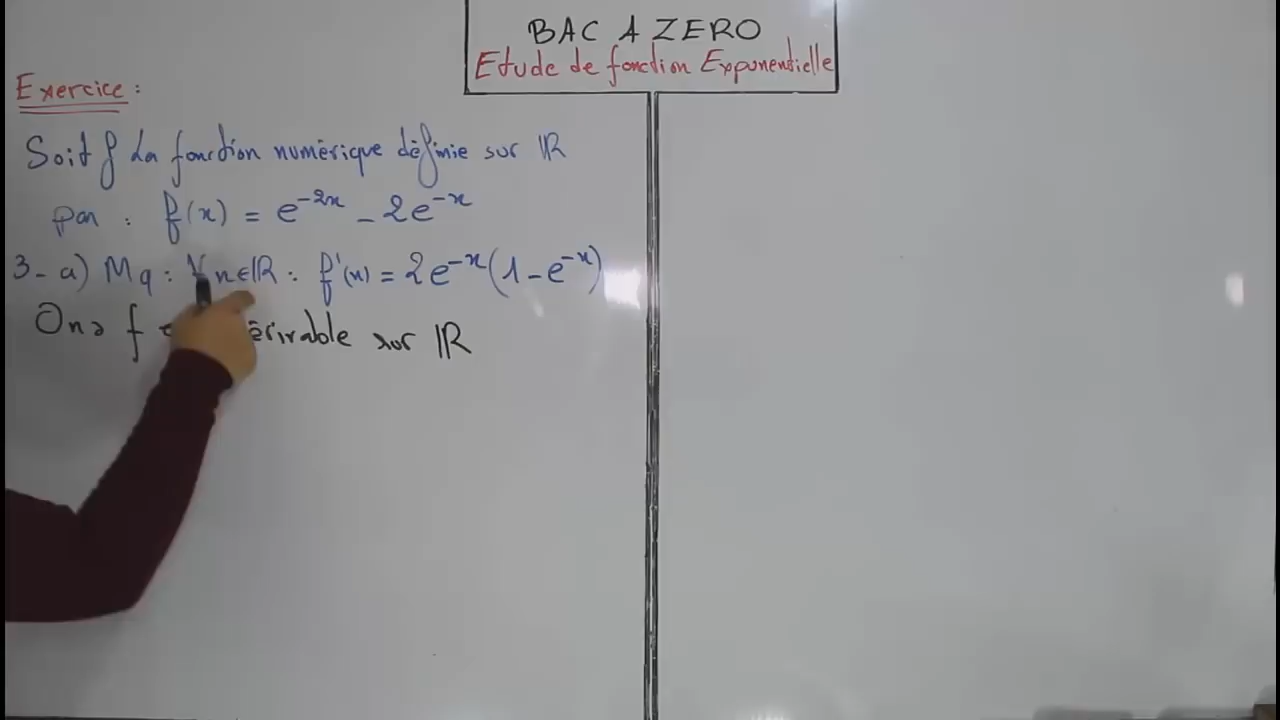 BAC A ZERO
Etude de fonction Exponentielle
Exercice :
Soit f la fonction numérique définie sur ℝ
par : f(x) = e⁻²ˣ - 2e⁻ˣ
3- a) Mq : ∀x∈ℝ : f'(x) = 2e⁻ˣ(1 - e⁻ˣ)
Ona f érivable sur ℝ